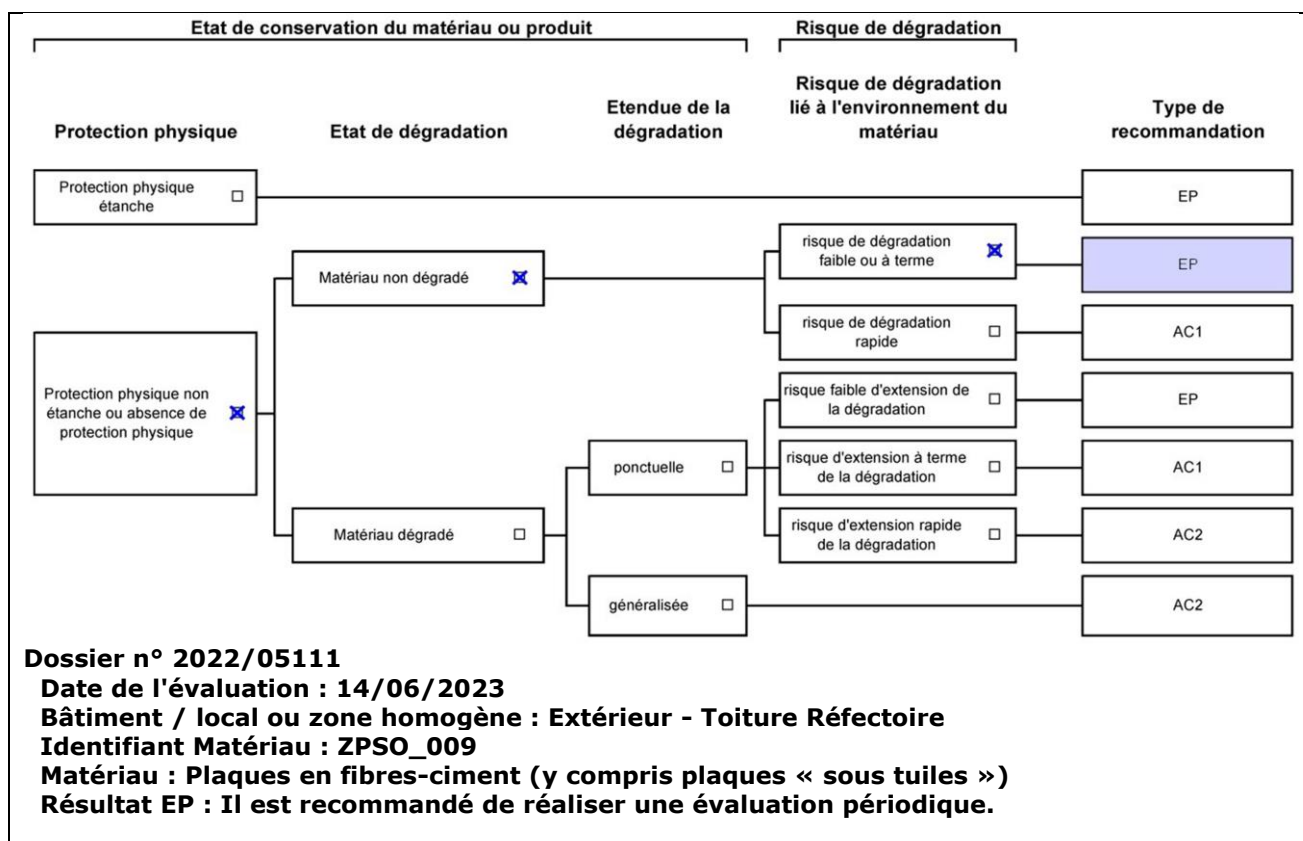 Etat de conservation du matériau ou produit
Risque de dégradation
Protection physique
Etat de dégradation
Etendue de la
dégradation
Risque de dégradation
lié à l'environnement du
matériau
Type de
recommandation
Protection physique
étanche
EP
risque de dégradation
faible ou à terme
EP
Matériau non dégradé
risque de dégradation
rapide
AC1
Protection physique non
étanche ou absence de
protection physique
risque faible d'extension de
la dégradation
EP
ponctuelle
risque d'extension à terme
de la dégradation
AC1
Matériau dégradé
risque d'extension rapide
de la dégradation
AC2
généralisée
AC2
Dossier n° 2022/05111
Date de l'évaluation : 14/06/2023
Bâtiment / local ou zone homogène : Extérieur - Toiture Réfectoire
Identifiant Matériau : ZPSO_009
Matériau : Plaques en fibres-ciment (y compris plaques « sous tuiles »)
Résultat EP : Il est recommandé de réaliser une évaluation périodique.